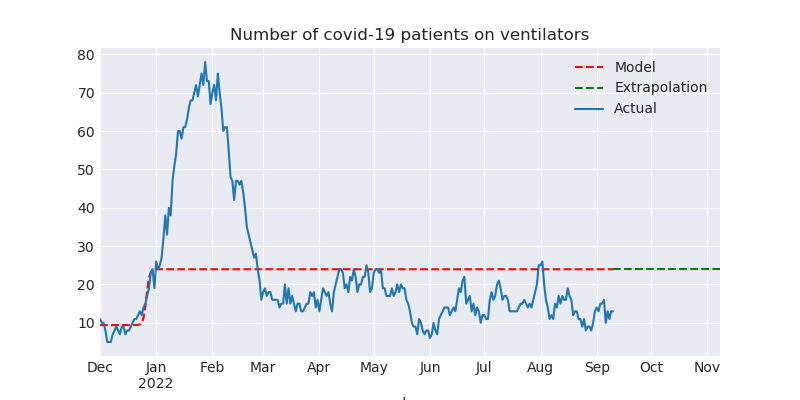 Number of covid-19 patients on ventilators
80
70
60
50
40
30
20
10
Model
Extrapolation
Actual
Dec Jan Feb Mar Apr May Jun Jul Aug Sep Oct Nov
2022